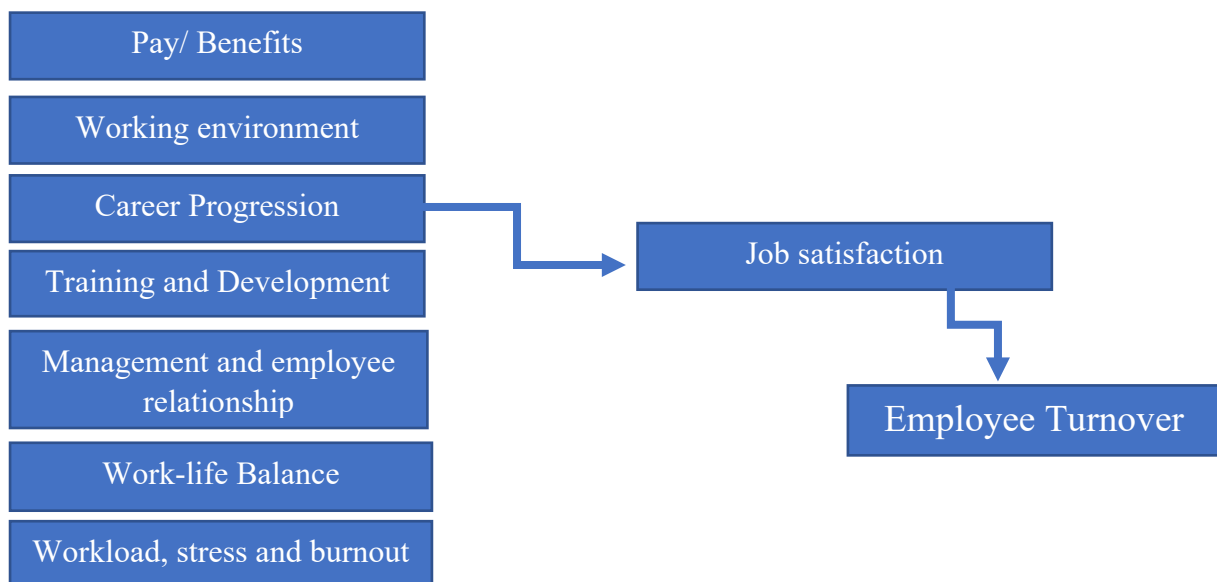 Pay/ Benefits
Working environment
Career Progression
Training and Development
Management and employee
relationship
Work-life Balance
Workload, stress and burnout
Job satisfaction
Employee Turnover